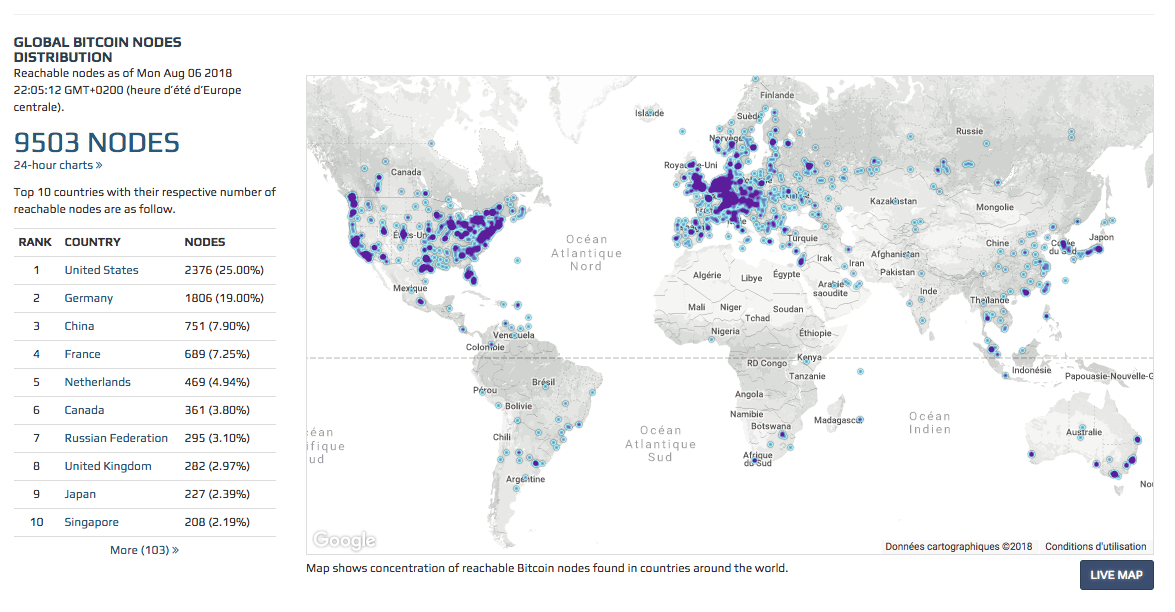 GLOBAL BITCOIN NODES
DISTRIBUTION
Reachable nodes as of Mon Aug 06 2018
22:05:12 GMT+0200 (heure d'été d'Europe
centrale).
9503 NODES
24-hour charts »
Top 10 countries with their respective number of
reachable nodes are as follow.
RANK COUNTRY NODES
1 United States 2376 (25.00%)
2 Germany 1806 (19.00%)
3 China 751 (7.90%)
4 France 689 (7.25%)
5 Netherlands 469 (4.94%)
6 Canada 361 (3.80%)
7 Russian Federation 295 (3.10%)
8 United Kingdom 282 (2.97%)
9 Japan 227 (2.39%)
10 Singapore 208 (2.19%)
More (103) »
Finlande
Islande
Suède
Russie
Norvège
Royaume-Uni
Canada
Kazakhstan
Mongolie
États-Uni
Océan
Atlantique
Nord
Turquie
Chine
Japon
Corée
du Sud
Afghanistan
Irak
Iran
Pakistan
Algérie
Libye
Égypte
Arabie
saoudite
Mexique
Inde
Thaïlande
Mali
Niger
Tchad
Soudan
Nigeria
Éthiopie
Venezuela
Colombie
RD Congo
Kenya
Tanzanie
Indonésie
Papouasie-Nouvelle-G
Pérou
Brésil
Bolivie
Angola
Namibie
Botswana
Madagascar
Océan
Indien
Océan
Atlantique
Sud
éan
ifique
ud
Chili
Afrique
du Sud
Australie
Argentine
Nou
Google
Données cartographiques ©2018 Conditions d'utilisation
Map shows concentration of reachable Bitcoin nodes found in countries around the world.
LIVE MAP